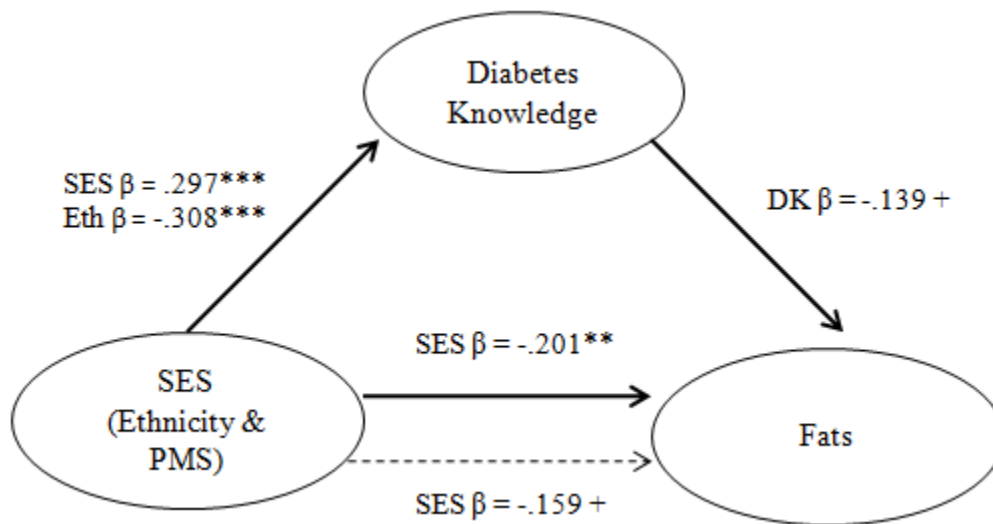 Diabetes
Knowledge
SES β = .297***
Eth β = -.308***
DK β = -.139 +
SES β = -.201**
SES
(Ethnicity &
PMS)
Fats
SES β = -.159 +